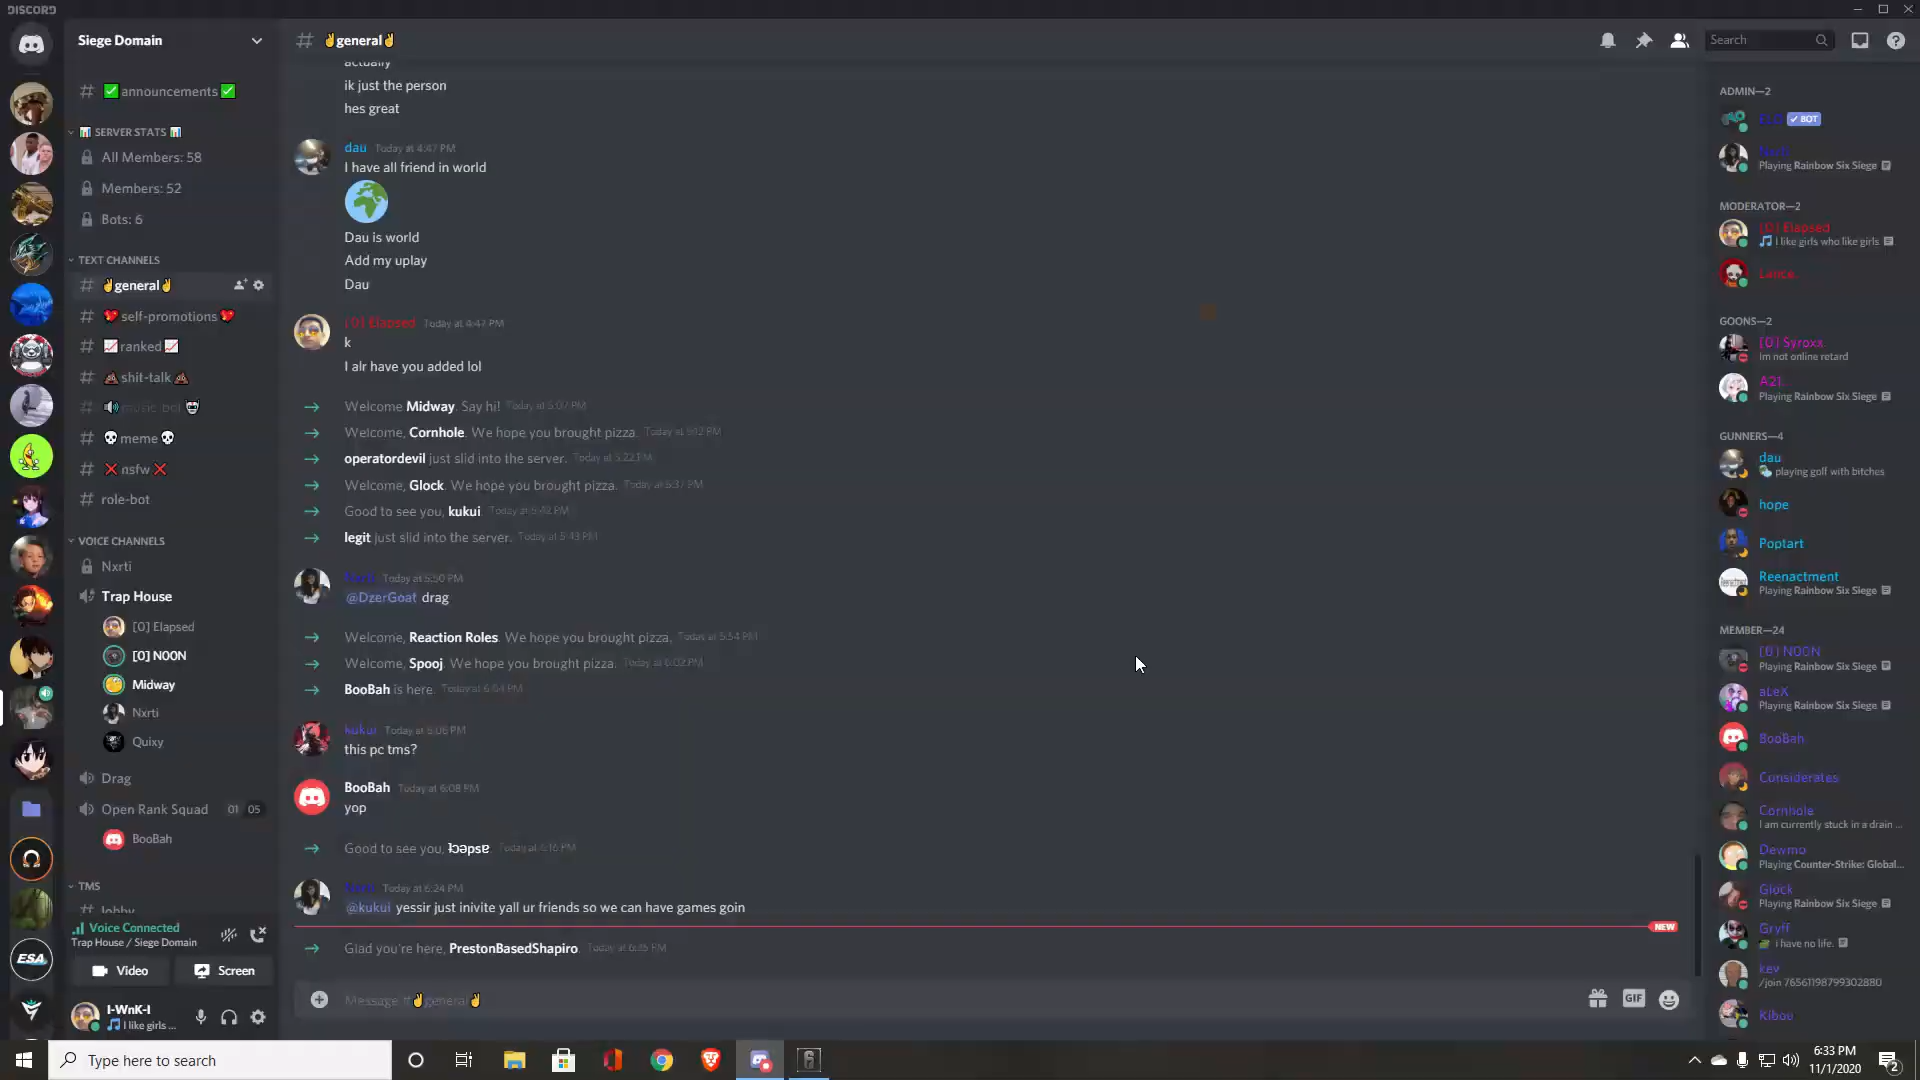 DISCORD
Siege Domain
# ✌general✌
Search
# ✅announcements✅
📊 SERVER STATS 📊
All Members: 58
Members: 52
Bots: 6
TEXT CHANNELS
# ✌general✌
# 💖self-promotions💖
# 📈ranked📈
# 💩shit-talk💩
# 💀meme💀
# ❌nsfw❌
# role-bot
VOICE CHANNELS
Nxrti
Trap House
[0] Elapsed
[0] N00N
Midway
Nxrti
Quixy
Drag
Open Rank Squad 01 05
BooBah
TMS
# lobby
Voice Connected
Trap House / Siege Domain
Video Screen
I-WnK-I
🎵 I like girls ...
actually
ik just the person
hes great
dau Today at 4:47 PM
I have all friend in world
Dau is world
Add my uplay
Dau
[0] Elapsed Today at 4:47 PM
k
I alr have you added lol
Welcome Midway. Say hi! Today at 5:07 PM
Welcome, Cornhole. We hope you brought pizza. Today at 5:12 PM
operatordevil just slid into the server. Today at 5:22 PM
Welcome, Glock. We hope you brought pizza. Today at 5:37 PM
Good to see you, kukui. Today at 5:42 PM
legit just slid into the server. Today at 5:43 PM
Nxrti Today at 5:50 PM
@DzerGoat drag
Welcome, Reaction Roles. We hope you brought pizza. Today at 5:54 PM
Welcome, Spooj. We hope you brought pizza. Today at 6:02 PM
BooBah is here. Today at 6:04 PM
kukui Today at 6:06 PM
this pc tms?
BooBah Today at 6:08 PM
yop
Good to see you, Today at 6:16 PM
Nxrti Today at 6:24 PM
@kukui yessir just inivite yall ur friends so we can have games goin
NEW
Glad you're here, PrestonBasedShapiro. Today at 6:25 PM
Message #✌general✌
GIF
ADMIN—2
✓ BOT
Nxrti
Playing Rainbow Six Siege
MODERATOR—2
[0] Elapsed
🎵 I like girls who like girls
Lance
GOONS—2
[0] Syroxx
Im not online retard
A21
Playing Rainbow Six Siege
GUNNERS—4
dau
playing golf with bitches
hope
Poptart
Reenactment
Playing Rainbow Six Siege
MEMBER—24
[0] N00N
Playing Rainbow Six Siege
aLeX
Playing Rainbow Six Siege
BooBah
Considerates
Cornhole
I am currently stuck in a drain ...
Dewmo
Playing Counter-Strike: Global...
Glock
Playing Rainbow Six Siege
Gryff
i have no life.
kev
/join 76561198799302880
Kiboo
ESA
Type here to search
6:33 PM
11/1/2020
2